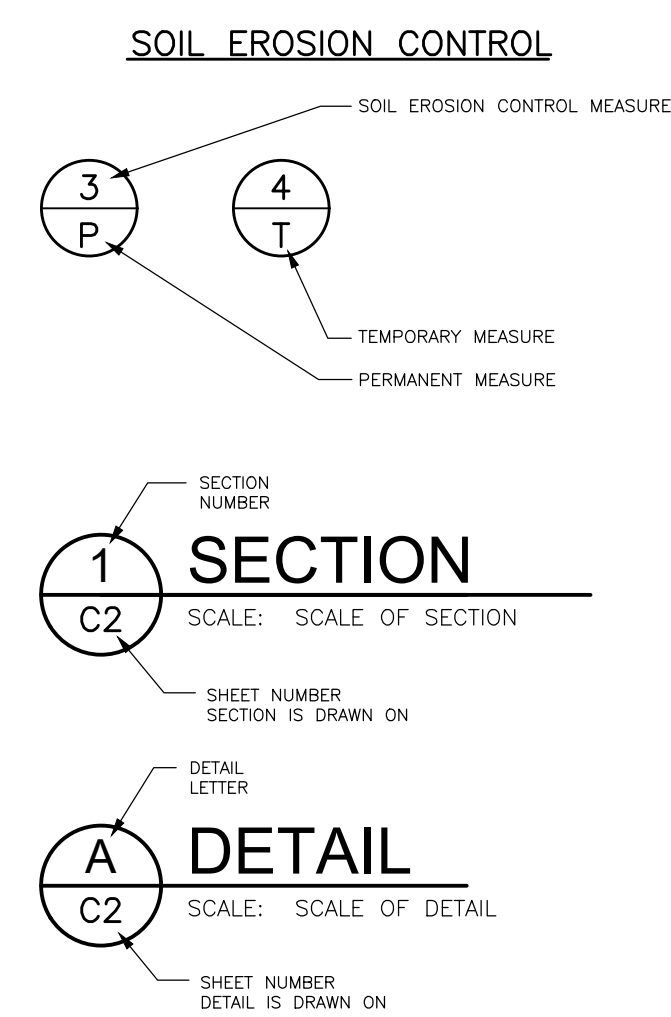 SOIL EROSION CONTROL
SOIL EROSION CONTROL MEASURE
3
P
4
T
TEMPORARY MEASURE
PERMANENT MEASURE
SECTION
NUMBER
1
C2
SECTION
SCALE: SCALE OF SECTION
SHEET NUMBER
SECTION IS DRAWN ON
DETAIL
LETTER
A
C2
DETAIL
SCALE: SCALE OF DETAIL
SHEET NUMBER
DETAIL IS DRAWN ON